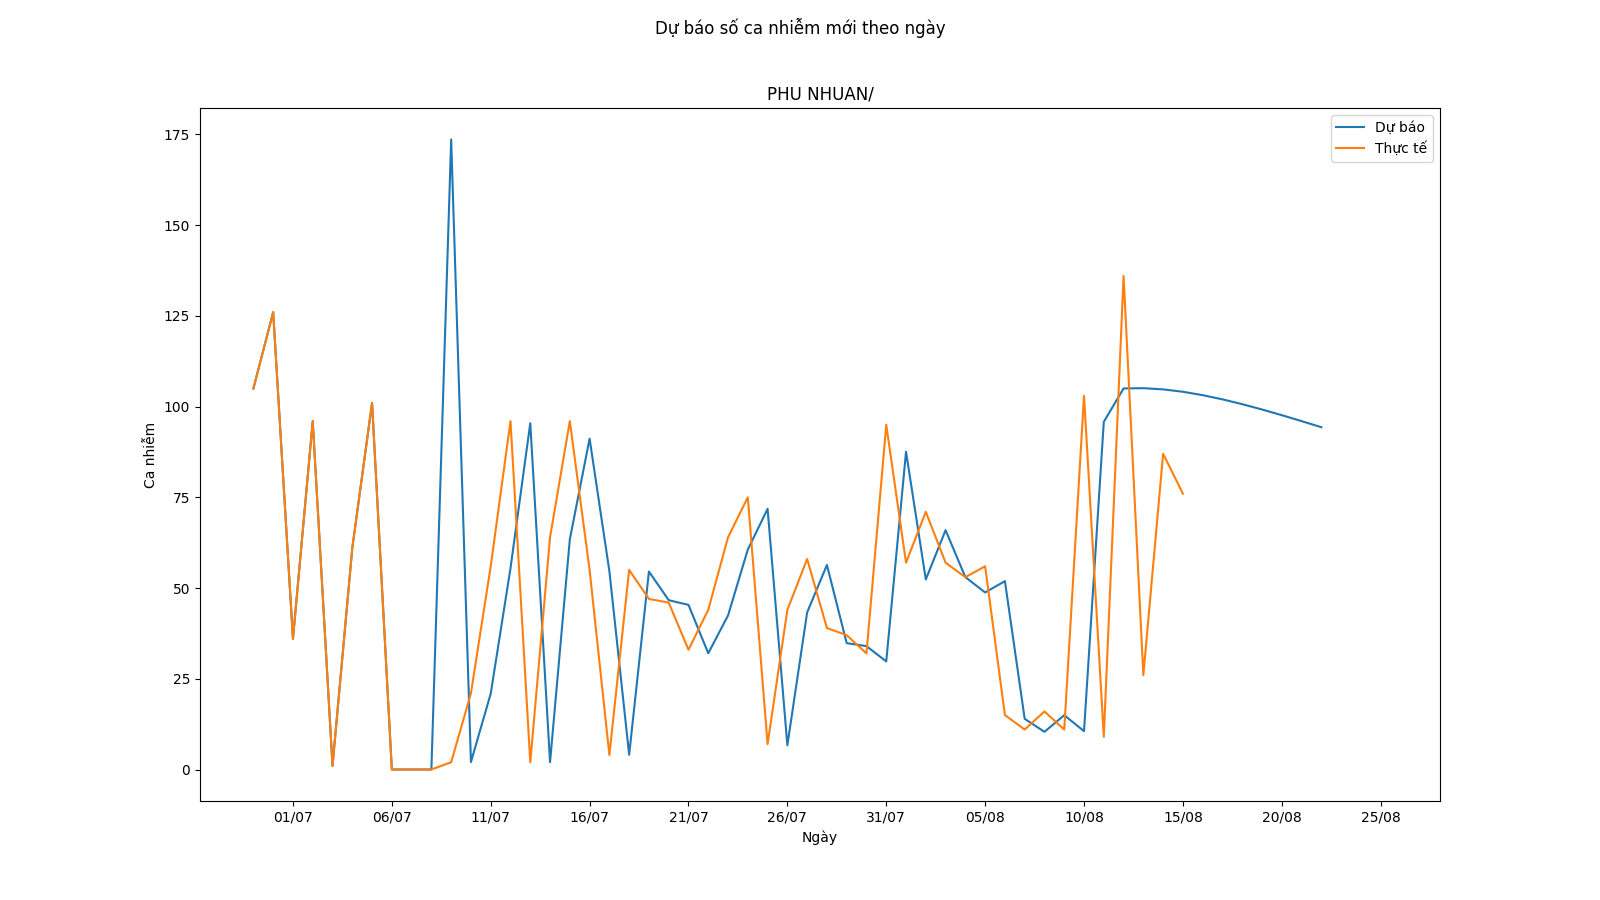 Dự báo số ca nhiễm mới theo ngày
PHU NHUAN/
Dự báo
Thực tế
175
150
125
100
75
50
25
0
Ca nhiễm
01/07 06/07 11/07 16/07 21/07 26/07 31/07 05/08 10/08 15/08 20/08 25/08
Ngày